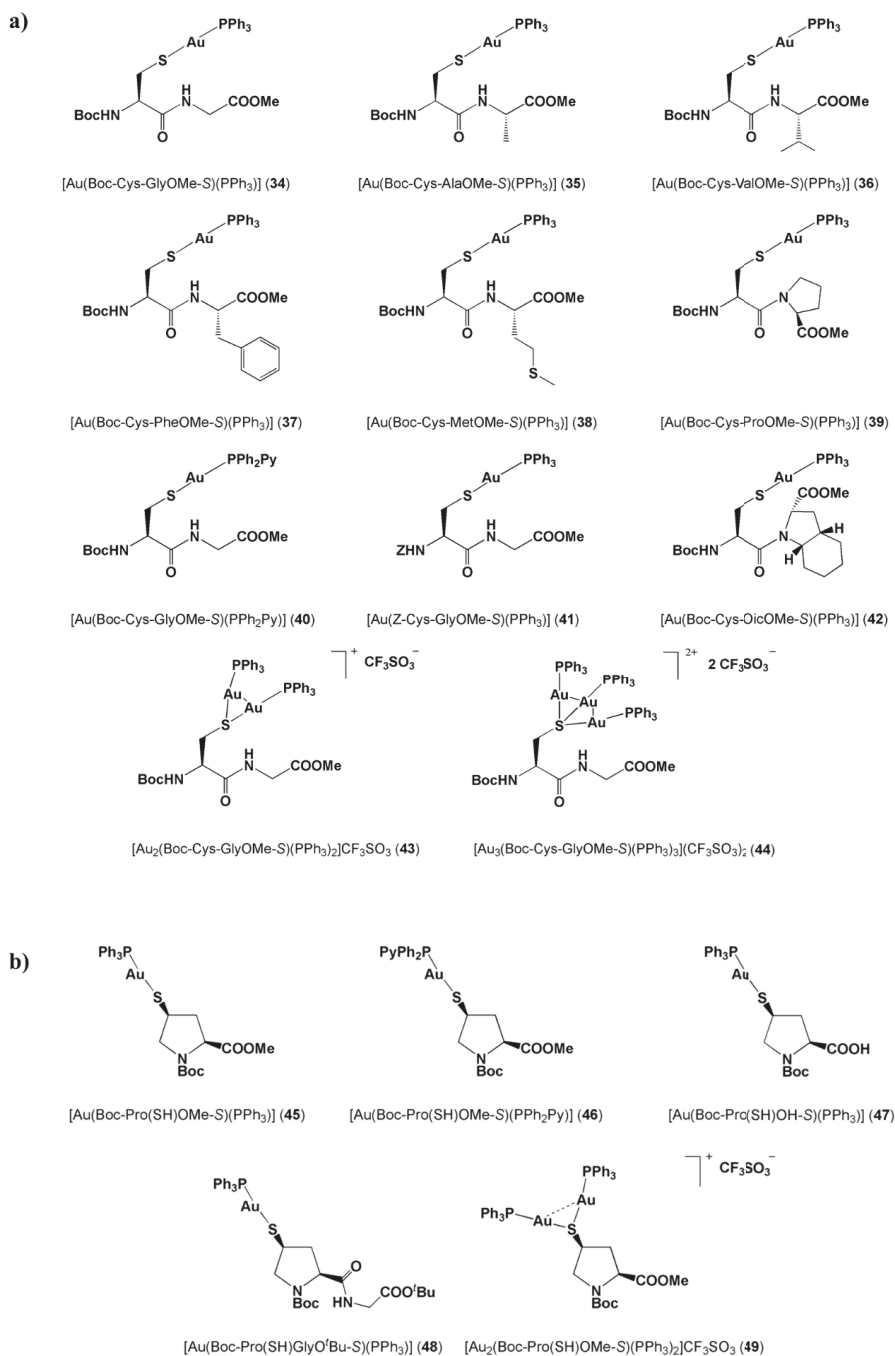 a)
PPh3
Au
S
H
N
BocHN
O
COOMe
[Au(Boc-Cys-GlyOMe-S)(PPh3)] (34)
PPh3
Au
S
H
N
COOMe
BocHN
O
[Au(Boc-Cys-AlaOMe-S)(PPh3)] (35)
PPh3
Au
S
H
N
COOMe
BocHN
O
[Au(Boc-Cys-ValOMe-S)(PPh3)] (36)
PPh3
Au
S
H
N
COOMe
BocHN
O
[Au(Boc-Cys-PheOMe-S)(PPh3)] (37)
PPh3
Au
S
H
N
COOMe
BocHN
O
S
[Au(Boc-Cys-MetOMe-S)(PPh3)] (38)
PPh3
Au
S
BocHN
N
O
COOMe
[Au(Boc-Cys-ProOMe-S)(PPh3)] (39)
PPh2Py
Au
S
H
N
COOMe
BocHN
O
[Au(Boc-Cys-GlyOMe-S)(PPh2Py)] (40)
PPh3
Au
S
H
N
COOMe
ZHN
O
[Au(Z-Cys-GlyOMe-S)(PPh3)] (41)
PPh3
Au
S
COOMe
H
N
BocHN
O
H
[Au(Boc-Cys-OicOMe-S)(PPh3)] (42)
+ CF3SO3−
PPh3
Au
PPh3
Au
S
H
N
COOMe
BocHN
O
[Au2(Boc-Cys-GlyOMe-S)(PPh3)2]CF3SO3 (43)
2+ 2 CF3SO3−
PPh3
Au
PPh3
Au
Au
PPh3
S
H
N
COOMe
BocHN
O
[Au3(Boc-Cys-GlyOMe-S)(PPh3)3](CF3SO3)2 (44)
b)
Ph3P
Au
S
N
COOMe
Boc
[Au(Boc-Pro(SH)OMe-S)(PPh3)] (45)
PyPh2P
Au
S
N
COOMe
Boc
[Au(Boc-Pro(SH)OMe-S)(PPh2Py)] (46)
Ph3P
Au
S
N
COOH
Boc
[Au(Boc-Pro(SH)OH-S)(PPh3)] (47)
Ph3P
Au
S
O
N
COOtBu
Boc
HN
[Au(Boc-Pro(SH)GlyOtBu-S)(PPh3)] (48)
+ CF3SO3−
PPh3
Au
Ph3P
Au
S
N
COOMe
Boc
[Au2(Boc-Pro(SH)OMe-S)(PPh3)2]CF3SO3 (49)